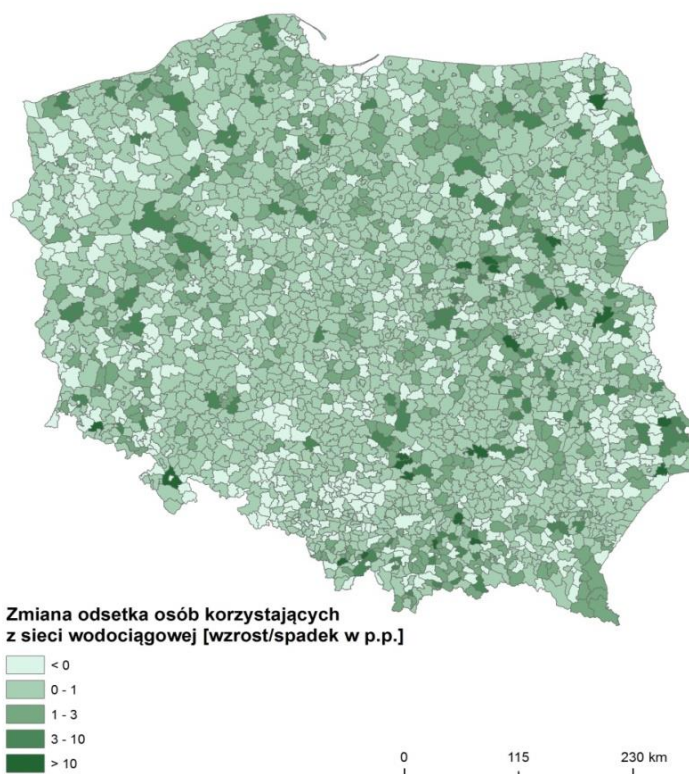 Zmiana odsetka osób korzystających
z sieci wodociągowej [wzrost/spadek w p.p.]
< 0
0 - 1
1 - 3
3 - 10
> 10
0 115 230 km